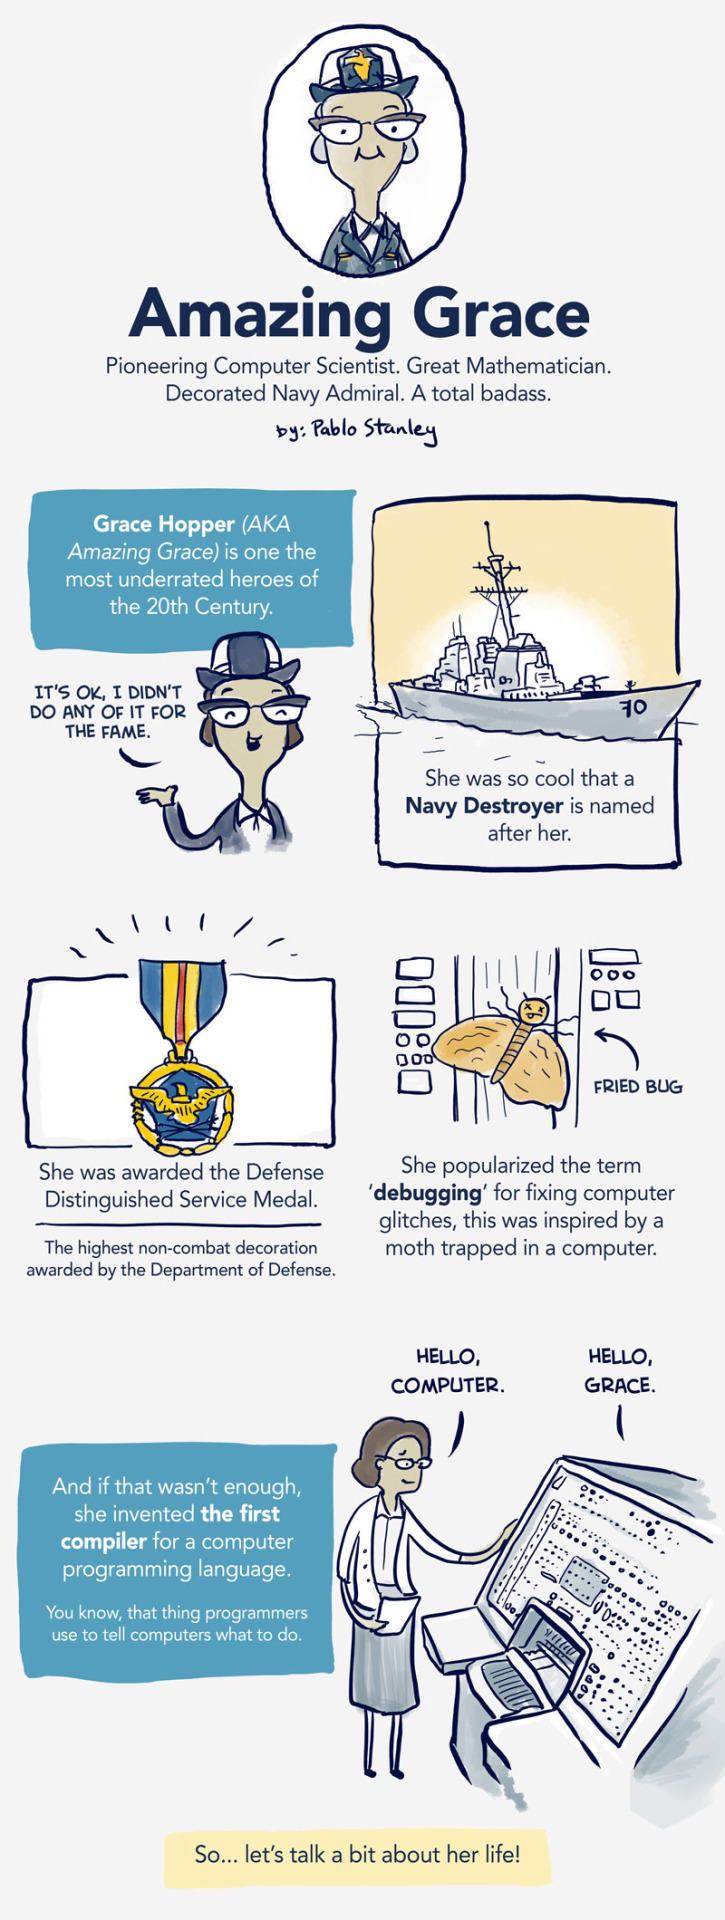 Amazing Grace
Pioneering Computer Scientist. Great Mathematician.
Decorated Navy Admiral. A total badass.
by: Pablo Stanley
Grace Hopper (AKA
Amazing Grace) is one the
most underrated heroes of
the 20th Century.
IT'S OK, I DIDN'T
DO ANY OF IT FOR
THE FAME.
70
She was so cool that a
Navy Destroyer is named
after her.
She was awarded the Defense
Distinguished Service Medal.
The highest non-combat decoration
awarded by the Department of Defense.
FRIED BUG
She popularized the term
‘debugging’ for fixing computer
glitches, this was inspired by a
moth trapped in a computer.
HELLO,
COMPUTER.
HELLO,
GRACE.
And if that wasn’t enough,
she invented the first
compiler for a computer
programming language.
You know, that thing programmers
use to tell computers what to do.
So... let’s talk a bit about her life!